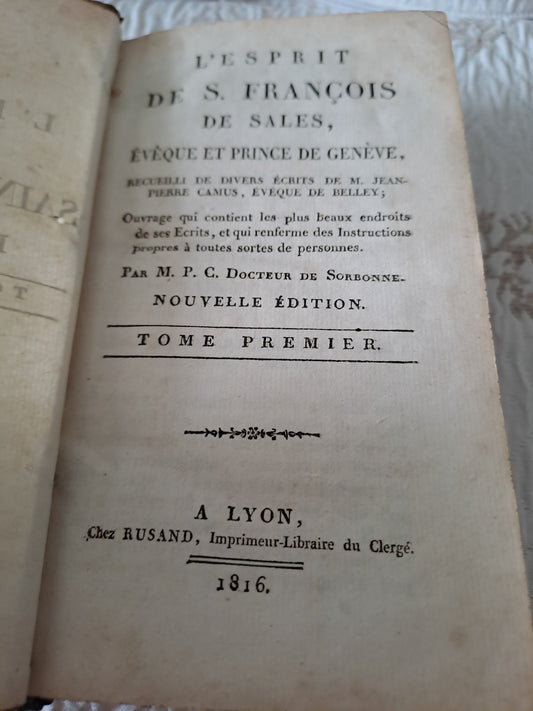 L'ESPRIT
DE S. FRANÇOIS
DE SALES,
ÉVÊQUE ET PRINCE DE GENÈVE,
RECUEILLI DE DIVERS ÉCRITS DE M. JEAN-
PIERRE CAMUS, ÉVÊQUE DE BELLEY;
Ouvrage qui contient les plus beaux endroits
de ses Ecrits, et qui renferme des Instructions
propres à toutes sortes de personnes.
PAR M. P. C. DOCTEUR DE SORBONNE.
NOUVELLE ÉDITION.
TOME PREMIER.
A LYON,
Chez RUSAND, Imprimeur-Libraire du Clergé.
1816.